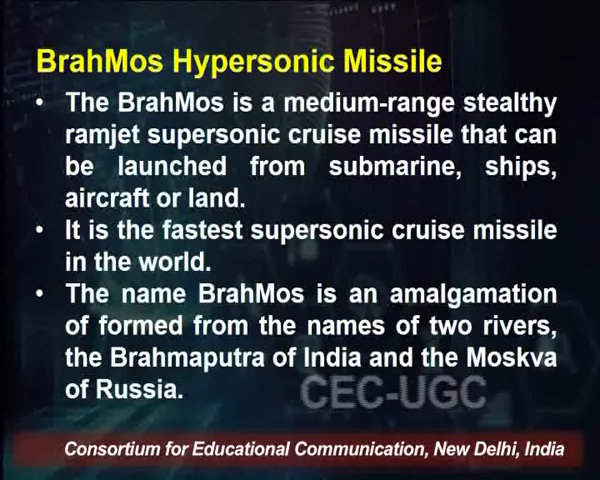 BrahMos Hypersonic Missile
• The BrahMos is a medium-range stealthy
ramjet supersonic cruise missile that can
be launched from submarine, ships,
aircraft or land.
• It is the fastest supersonic cruise missile
in the world.
• The name BrahMos is an amalgamation
of formed from the names of two rivers,
the Brahmaputra of India and the Moskva
of Russia.
CEC-UGC
Consortium for Educational Communication, New Delhi, India